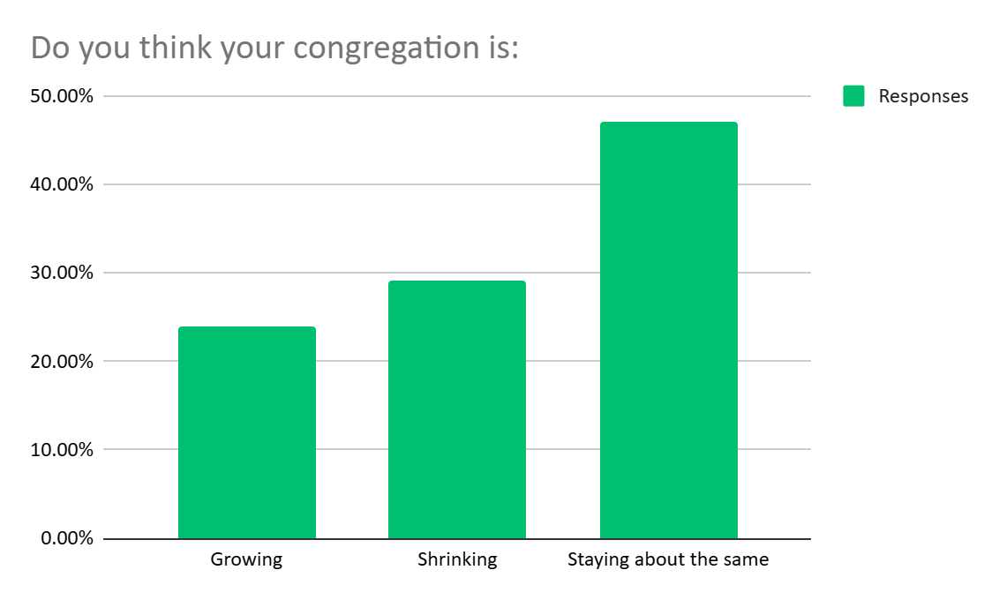 Do you think your congregation is:
Responses
50.00%
40.00%
30.00%
20.00%
10.00%
0.00%
Growing
Shrinking
Staying about the same